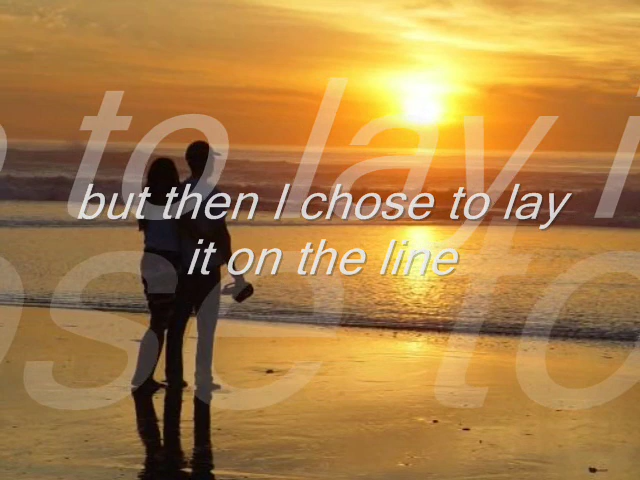 but then I chose to lay
it on the line